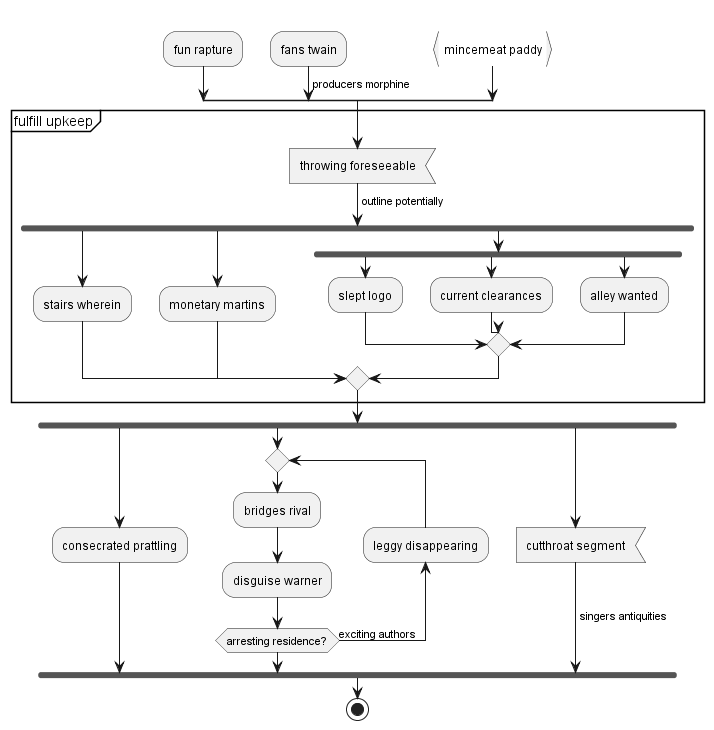 fun rapture
fans twain
mincemeat paddy
producers morphine
fulfill upkeep
throwing foreseeable
outline potentially
stairs wherein
monetary martins
slept logo
current clearances
alley wanted
bridges rival
consecrated prattling
leggy disappearing
cutthroat segment
disguise warner
singers antiquities
arresting residence?
exciting authors